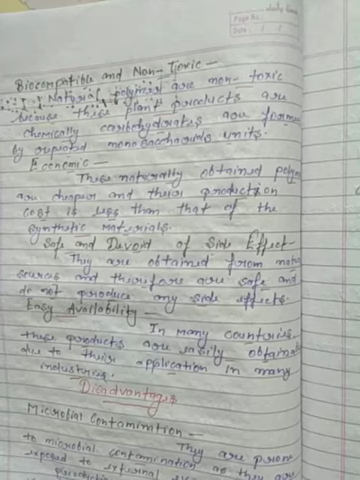 Page No.
Date: / /
Biocompatible and Non-Toxic -
Natural polymers are non-toxic
because these plant products are
chemically carbohydrates are formed
by repeated monosaccharide units.
Economic -
These naturally obtained
are cheaper and their production
cost is less than that of the
synthetic materials.
Safe and Devoid of Side Effect-
They are obtained from
sources and therefore are safe and
do not produce any side effects.
Easy Availability -
In many countries
these products are easily
due to their application in many
industries.
Disadvantages
Microbial Contamination -
They are
to microbial contamination as they are
exposed to external